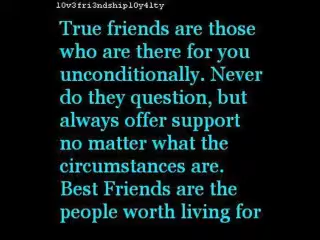 l0v3fri3ndshipl0y4lty
True friends are those
who are there for you
unconditionally. Never
do they question, but
always offer support
no matter what the
circumstances are.
Best Friends are the
people worth living for